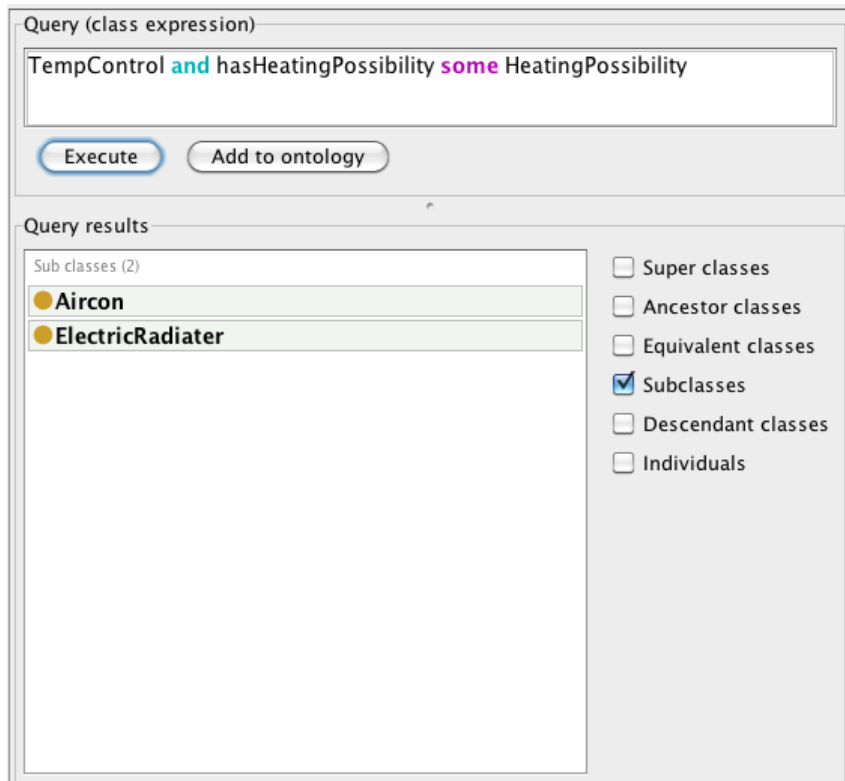 Query (class expression)
TempControl and hasHeatingPossibility some HeatingPossibility
Execute Add to ontology
Query results
Sub classes (2)
Aircon
ElectricRadiater
Super classes
Ancestor classes
Equivalent classes
Subclasses
Descendant classes
Individuals